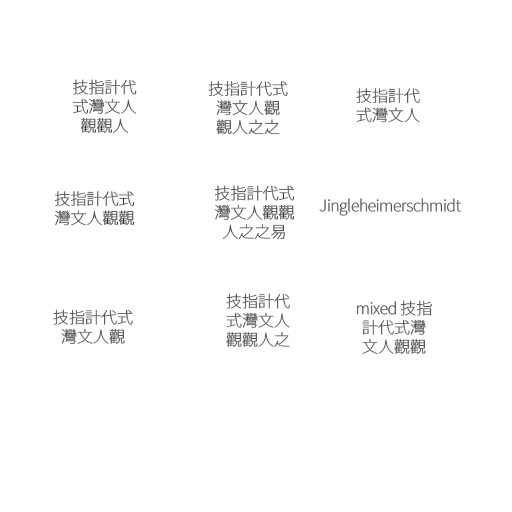 技指計代
式灣文人
觀觀人
技指計代式
灣文人觀
觀人之之
技指計代
式灣文人
技指計代式
灣文人觀觀
技指計代式
灣文人觀觀
人之之易
Jingleheimerschmidt
技指計代式
灣文人觀
技指計代
式灣文人
觀觀人之
mixed 技指
計代式灣
文人觀觀